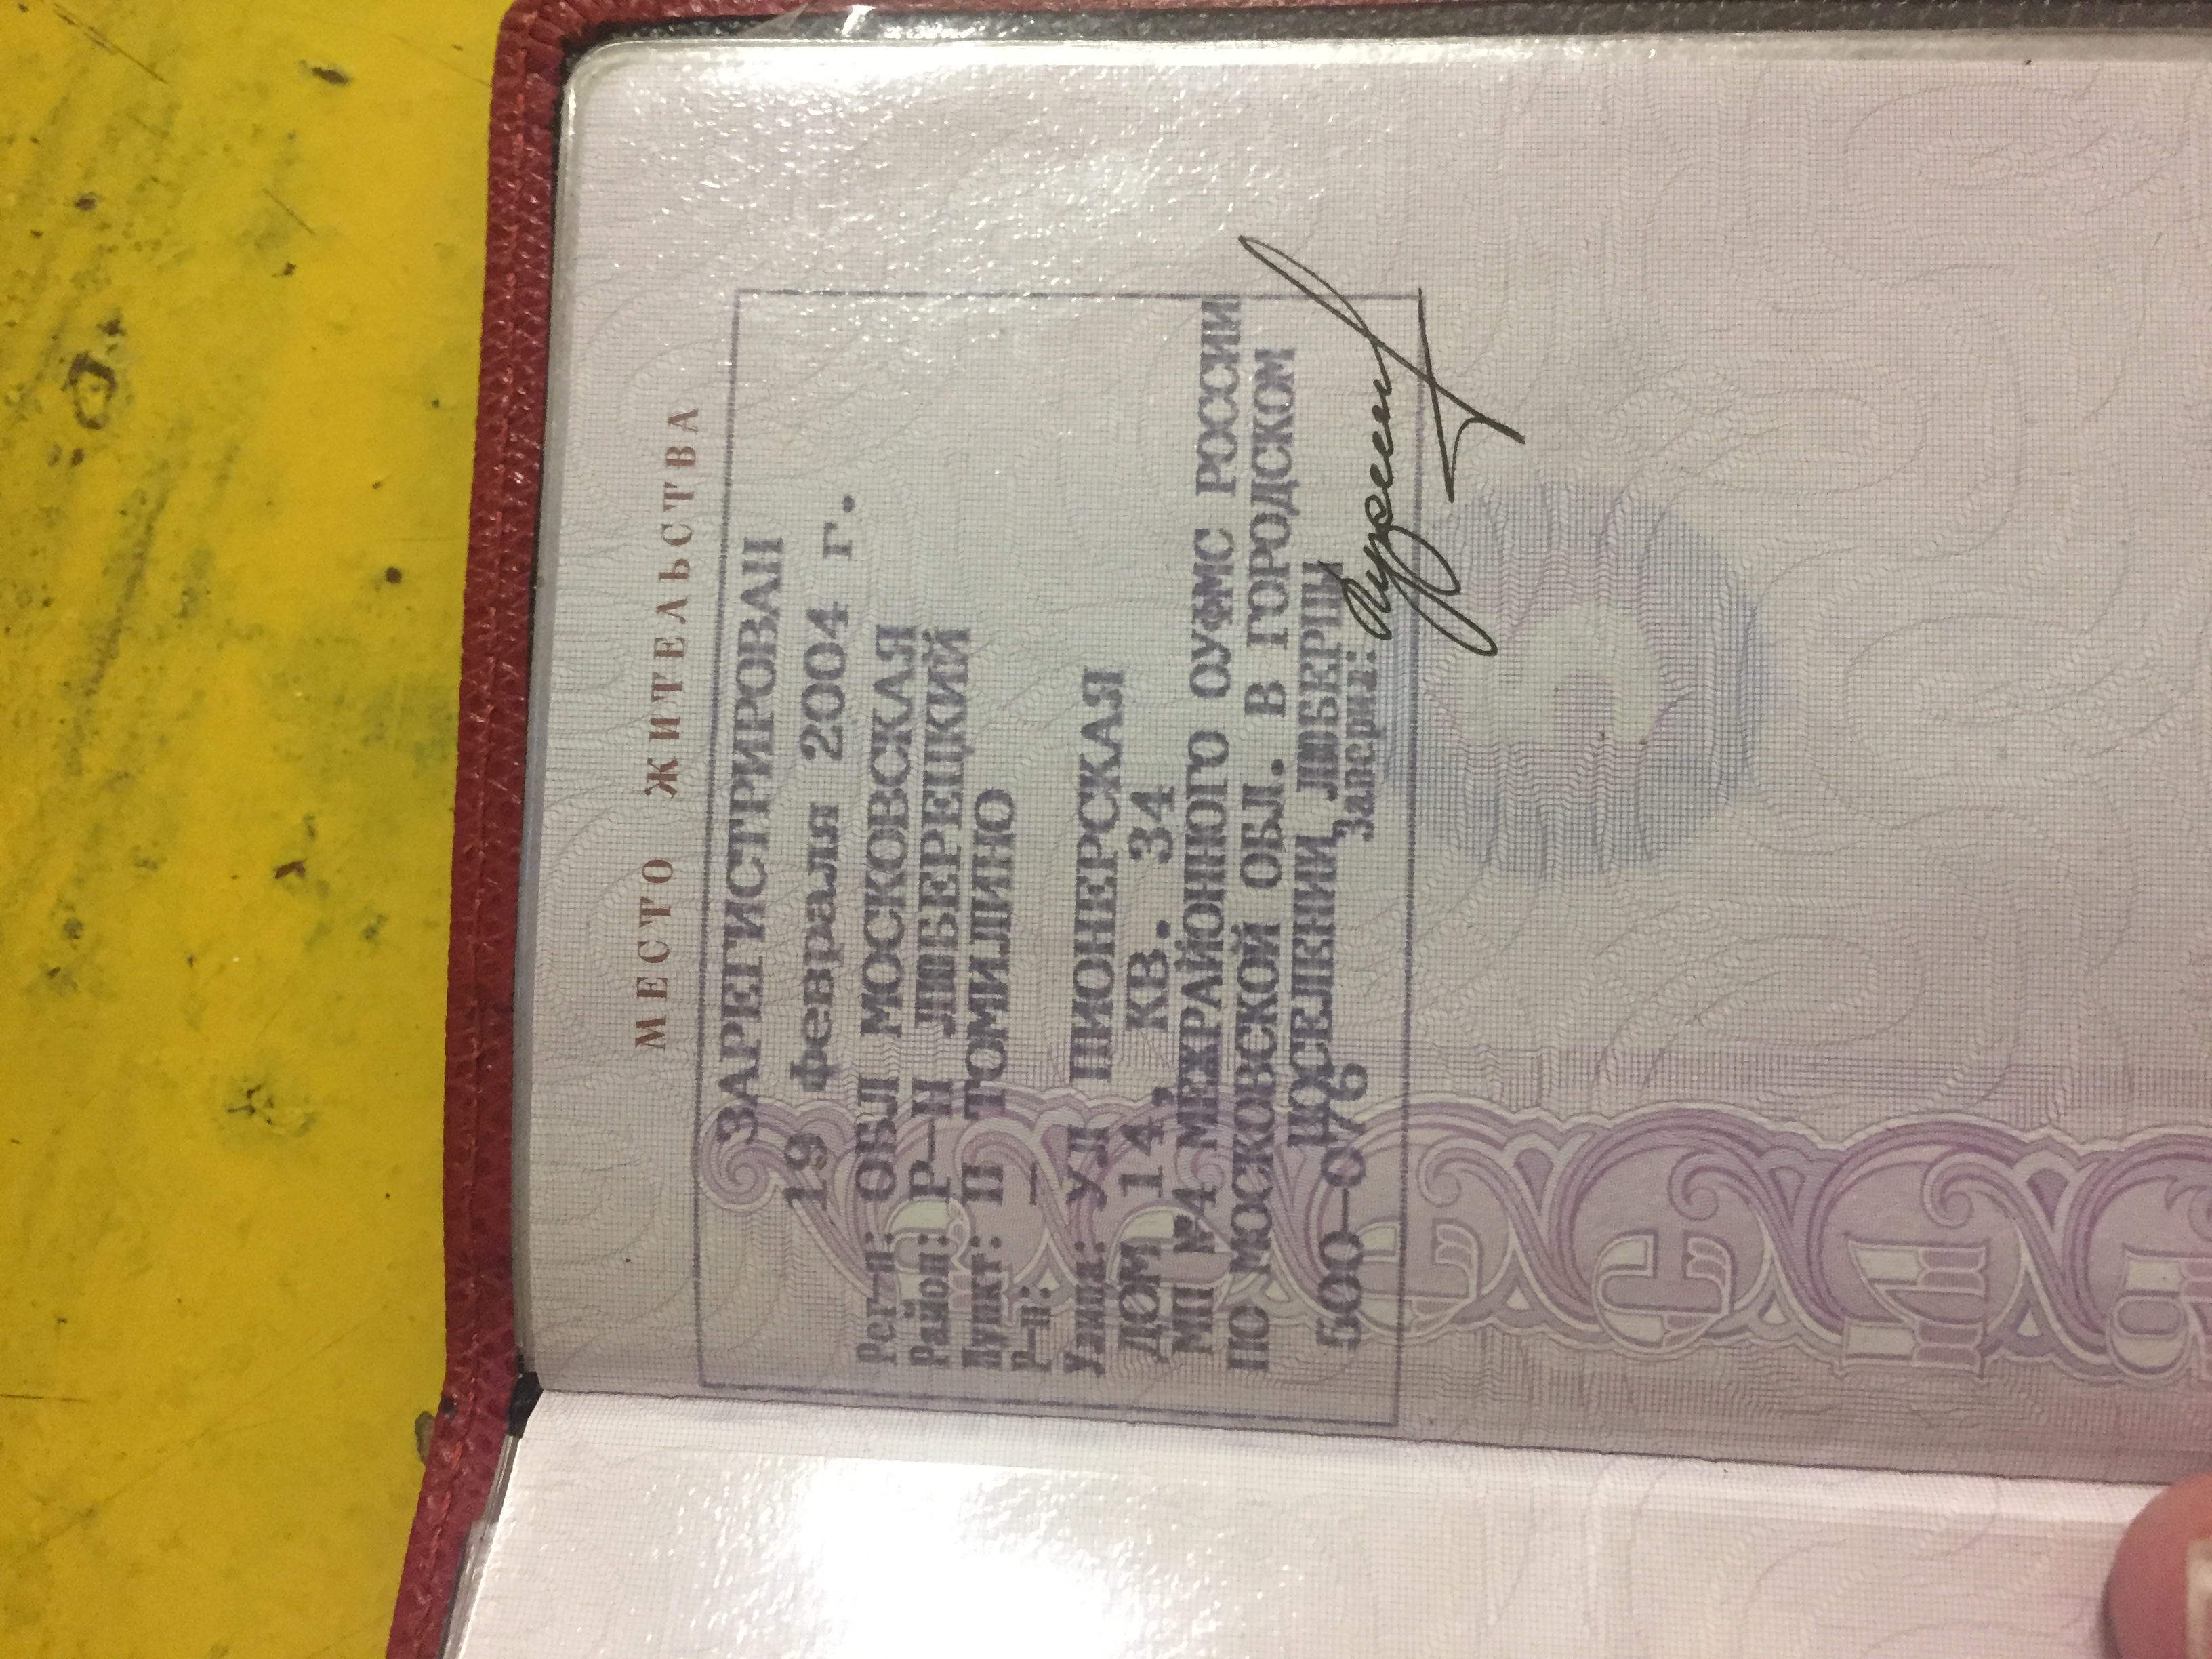 МЕСТО ЖИТЕЛЬСТВА
ЗАРЕГИСТРИРОВАН
19 февраля 2004 г.
Рег-н: ОБЛ МОСКОВСКАЯ
Район: Р-Н ЛЮБЕРЕЦКИЙ
Пункт: П ТОМИЛИНО
Р-н: —
Улица: УЛ ПИОНЕРСКАЯ
ДОМ 14, КВ. 34
МП №4 МЕЖРАЙОННОГО ОУФМС РОССИИ
ПО МОСКОВСКОЙ ОБЛ. В ГОРОДСКОМ
ПОСЕЛЕНИИ ЛЮБЕРЦЫ
500-076 Заверил:
5